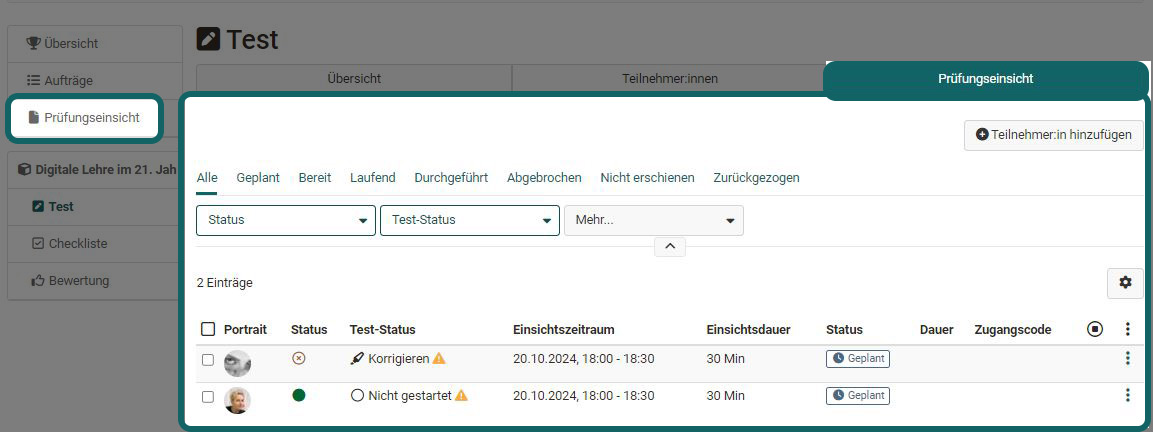 Übersicht
Aufträge
Prüfungseinsicht
Digitale Lehre im 21. Jah
Test
Checkliste
Bewertung
Test
Übersicht Teilnehmer:innen Prüfungseinsicht
Teilnehmer:in hinzufügen
Alle Geplant Bereit Laufend Durchgeführt Abgebrochen Nicht erschienen Zurückgezogen
Status Test-Status Mehr...
2 Einträge
Portrait Status Test-Status Einsichtszeitraum Einsichtsdauer Status Dauer Zugangscode
Korrigieren 20.10.2024, 18:00 - 18:30 30 Min Geplant
Nicht gestartet 20.10.2024, 18:00 - 18:30 30 Min Geplant